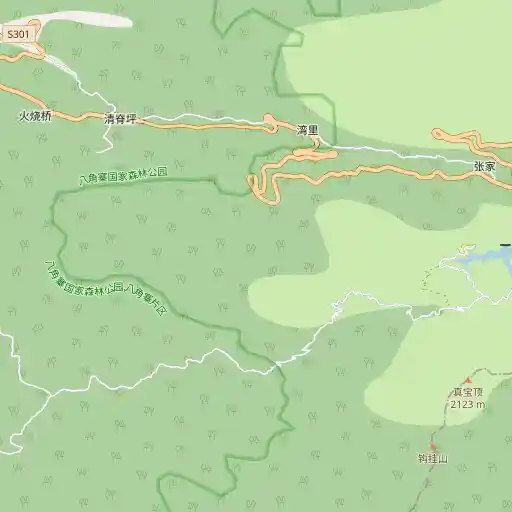 S301
火烧桥
清脊坪
湾里
张家
八角寨国家森林公园
八角寨国家森林公园八角寨片区
真宝顶
2123 m
钩挂山